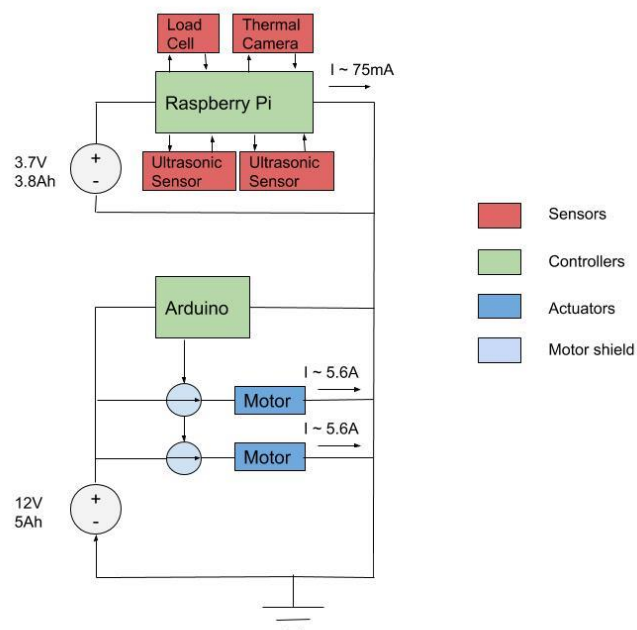 Load
Cell
Thermal
Camera
I ~ 75mA
Raspberry Pi
3.7V
3.8Ah
+
-
Ultrasonic
Sensor
Ultrasonic
Sensor
Sensors
Controllers
Actuators
Motor shield
Arduino
I ~ 5.6A
Motor
I ~ 5.6A
Motor
12V
5Ah
+
-